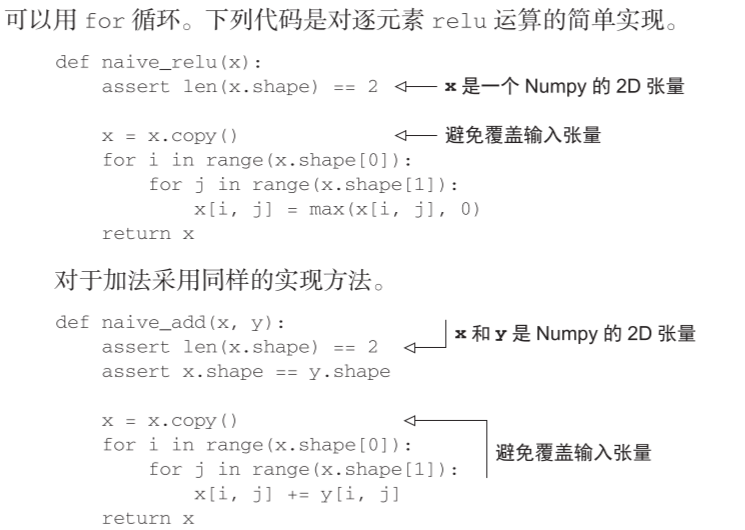 可以用 for 循环。下列代码是对逐元素 relu 运算的简单实现。
def naive_relu(x):
    assert len(x.shape) == 2 x 是一个 Numpy 的 2D 张量
    x = x.copy() 避免覆盖输入张量
    for i in range(x.shape[0]):
        for j in range(x.shape[1]):
            x[i, j] = max(x[i, j], 0)
    return x
对于加法采用同样的实现方法。
def naive_add(x, y):
    assert len(x.shape) == 2 x 和 y 是 Numpy 的 2D 张量
    assert x.shape == y.shape
    x = x.copy()
    for i in range(x.shape[0]):
避免覆盖输入张量
        for j in range(x.shape[1]):
            x[i, j] += y[i, j]
    return x